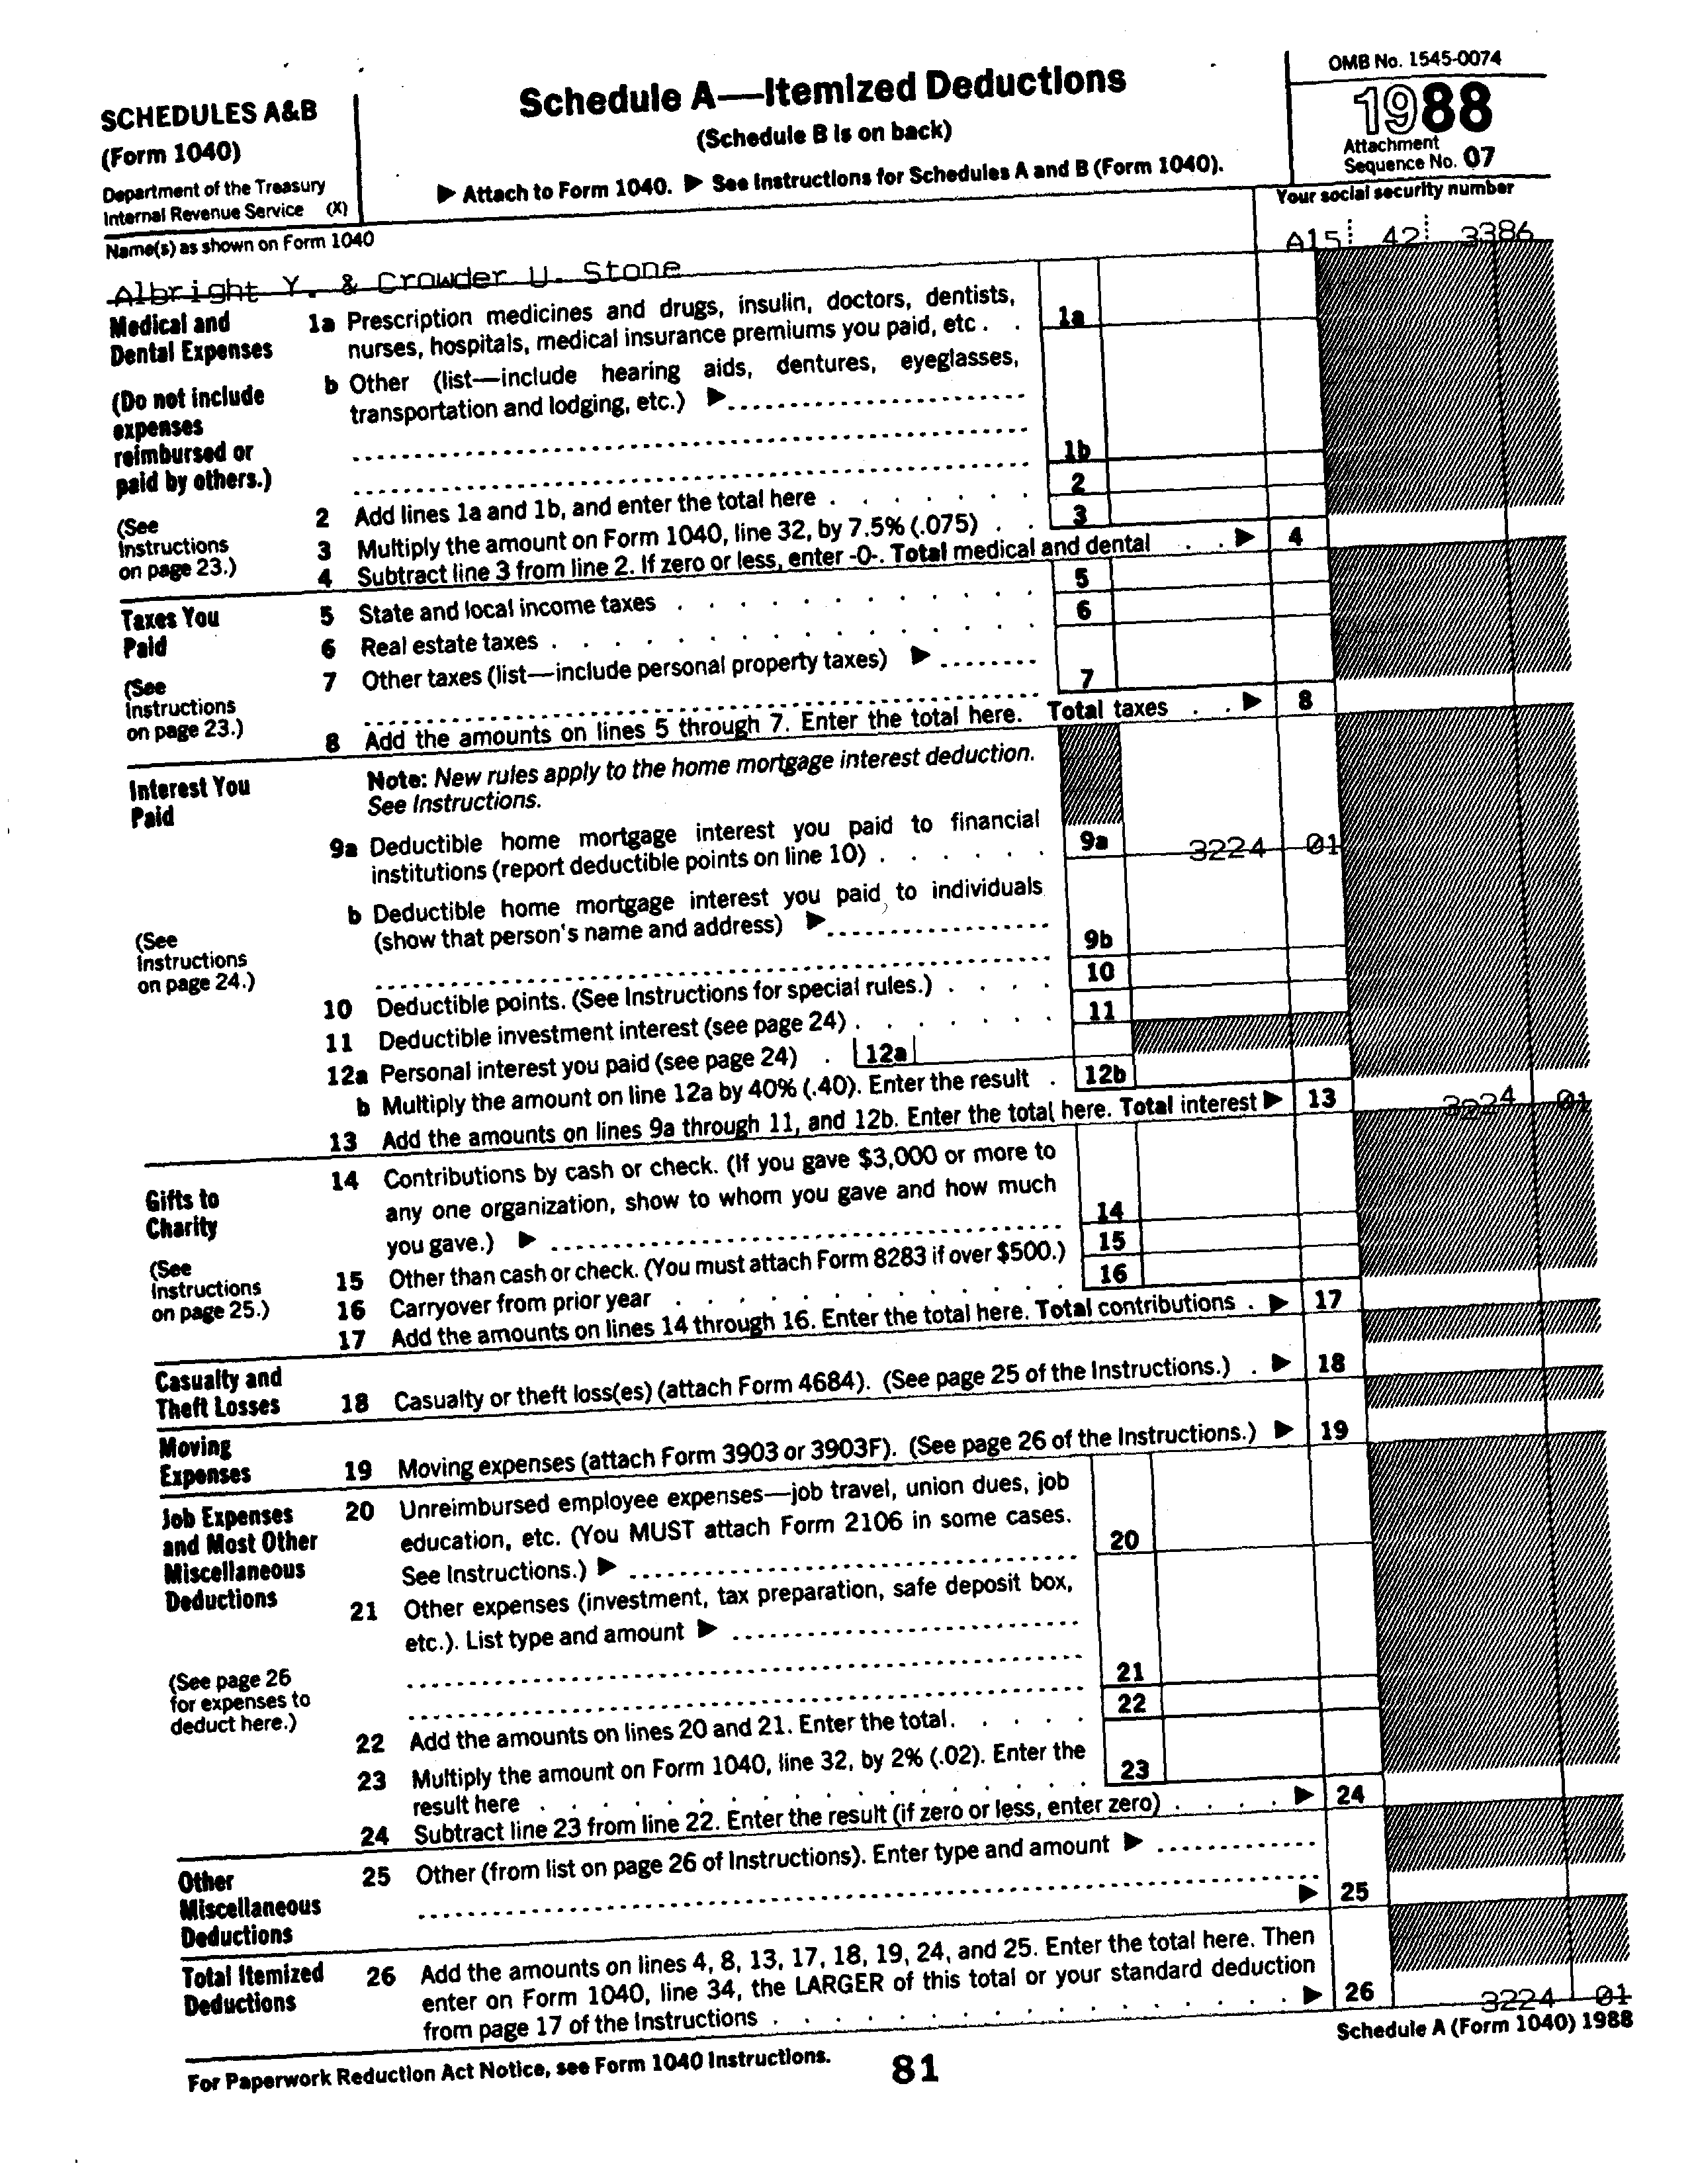 SCHEDULES A&B
(Form 1040)
Department of the Treasury
Internal Revenue Service (X)
Schedule A—Itemized Deductions
(Schedule B is on back)
▶ Attach to Form 1040. ▶ See Instructions for Schedules A and B (Form 1040).
OMB No. 1545-0074
1988
Attachment
Sequence No. 07
Name(s) as shown on Form 1040
Your social security number
Albright Y. & Crowder U. Stone
A15 42 3386
Medical and
Dental Expenses
(Do not include
expenses
reimbursed or
paid by others.)
(See
Instructions
on page 23.)
1a Prescription medicines and drugs, insulin, doctors, dentists,
nurses, hospitals, medical insurance premiums you paid, etc . . 1a
b Other (list—include hearing aids, dentures, eyeglasses,
transportation and lodging, etc.) ▶
1b
2 Add lines 1a and 1b, and enter the total here . . . . . . . 2
3 Multiply the amount on Form 1040, line 32, by 7.5% (.075) . . 3
4 Subtract line 3 from line 2. If zero or less, enter -0-. Total medical and dental . . ▶ 4
Taxes You
Paid
(See
Instructions
on page 23.)
5 State and local income taxes . . . . . . . . . . . . 5
6 Real estate taxes . . . . . . . . . . . . . . . . 6
7 Other taxes (list—include personal property taxes) ▶
7
8 Add the amounts on lines 5 through 7. Enter the total here. Total taxes . . ▶ 8
Interest You
Paid
(See
Instructions
on page 24.)
Note: New rules apply to the home mortgage interest deduction.
See Instructions.
9a Deductible home mortgage interest you paid to financial
institutions (report deductible points on line 10) . . . . . . 9a 3224 01
b Deductible home mortgage interest you paid to individuals
(show that person's name and address) ▶
9b
10 Deductible points. (See Instructions for special rules.) . . . . 10
11 Deductible investment interest (see page 24) . . . . . . . 11
12a Personal interest you paid (see page 24) . 12a
b Multiply the amount on line 12a by 40% (.40). Enter the result . 12b
13 Add the amounts on lines 9a through 11, and 12b. Enter the total here. Total interest ▶ 13 3224 01
Gifts to
Charity
(See
Instructions
on page 25.)
14 Contributions by cash or check. (If you gave $3,000 or more to
any one organization, show to whom you gave and how much
you gave.) ▶ 14
15 Other than cash or check. (You must attach Form 8283 if over $500.) 15
16 Carryover from prior year . . . . . . . . . . . . . 16
17 Add the amounts on lines 14 through 16. Enter the total here. Total contributions . ▶ 17
Casualty and
Theft Losses
18 Casualty or theft loss(es) (attach Form 4684). (See page 25 of the Instructions.) . ▶ 18
Moving
Expenses
19 Moving expenses (attach Form 3903 or 3903F). (See page 26 of the Instructions.) ▶ 19
Job Expenses
and Most Other
Miscellaneous
Deductions
(See page 26
for expenses to
deduct here.)
20 Unreimbursed employee expenses—job travel, union dues, job
education, etc. (You MUST attach Form 2106 in some cases.
See Instructions.) ▶ 20
21 Other expenses (investment, tax preparation, safe deposit box,
etc.). List type and amount ▶
21
22 Add the amounts on lines 20 and 21. Enter the total. . . . . 22
23 Multiply the amount on Form 1040, line 32, by 2% (.02). Enter the
result here . . . . . . . . . . . . . . . . . 23
24 Subtract line 23 from line 22. Enter the result (if zero or less, enter zero) . . . . ▶ 24
Other
Miscellaneous
Deductions
25 Other (from list on page 26 of Instructions). Enter type and amount ▶
▶ 25
Total Itemized
Deductions
26 Add the amounts on lines 4, 8, 13, 17, 18, 19, 24, and 25. Enter the total here. Then
enter on Form 1040, line 34, the LARGER of this total or your standard deduction
from page 17 of the Instructions . . . . . . . . . . . . . . . . ▶ 26 3224 01
For Paperwork Reduction Act Notice, see Form 1040 Instructions.
81
Schedule A (Form 1040) 1988